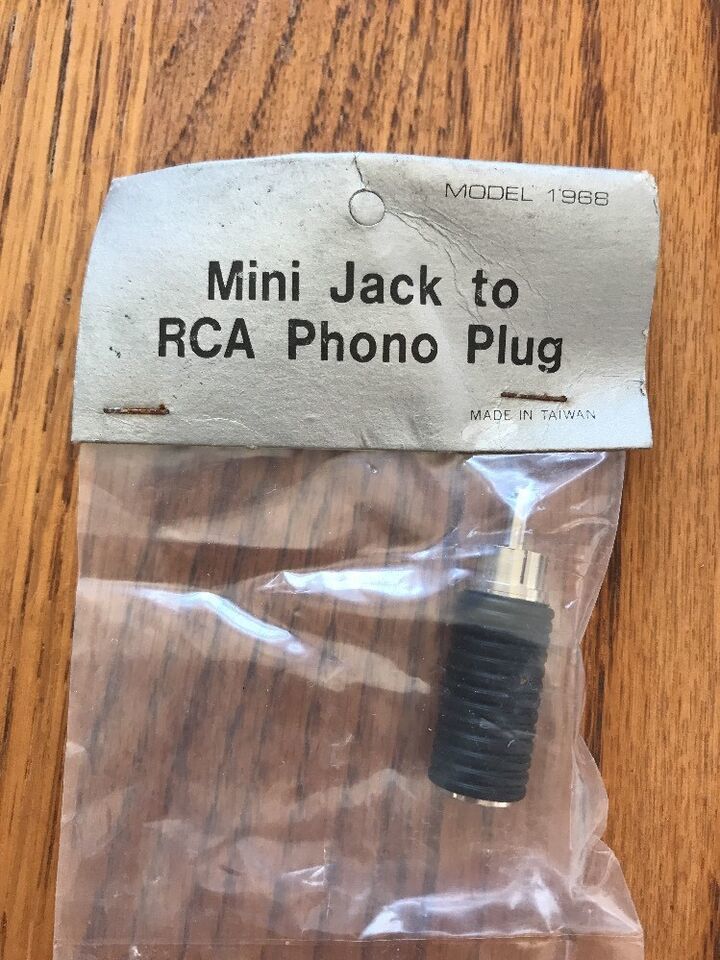 MODEL 1968
Mini Jack to
RCA Phono Plug
MADE IN TAIWAN